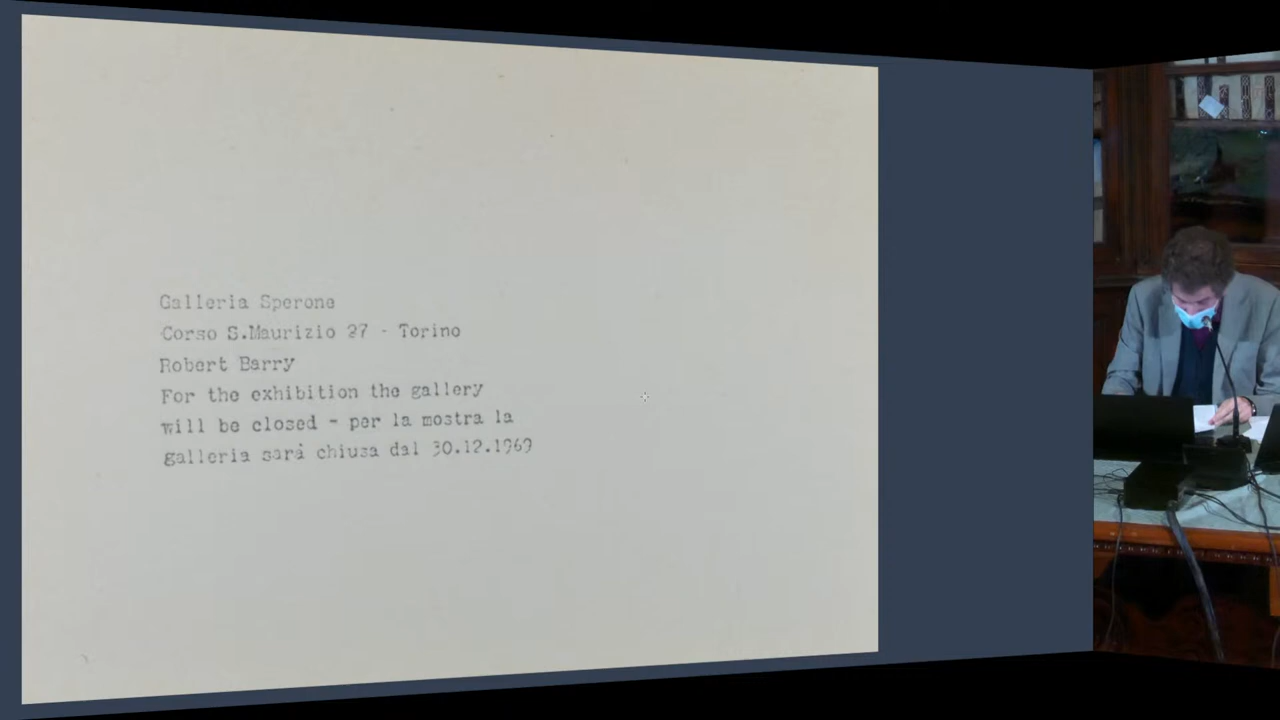 Galleria Sperone
Corso S.Maurizio 27 - Torino
Robert Barry
For the exhibition the gallery
will be closed - per la mostra la
galleria sarà chiusa dal 30.12.1969